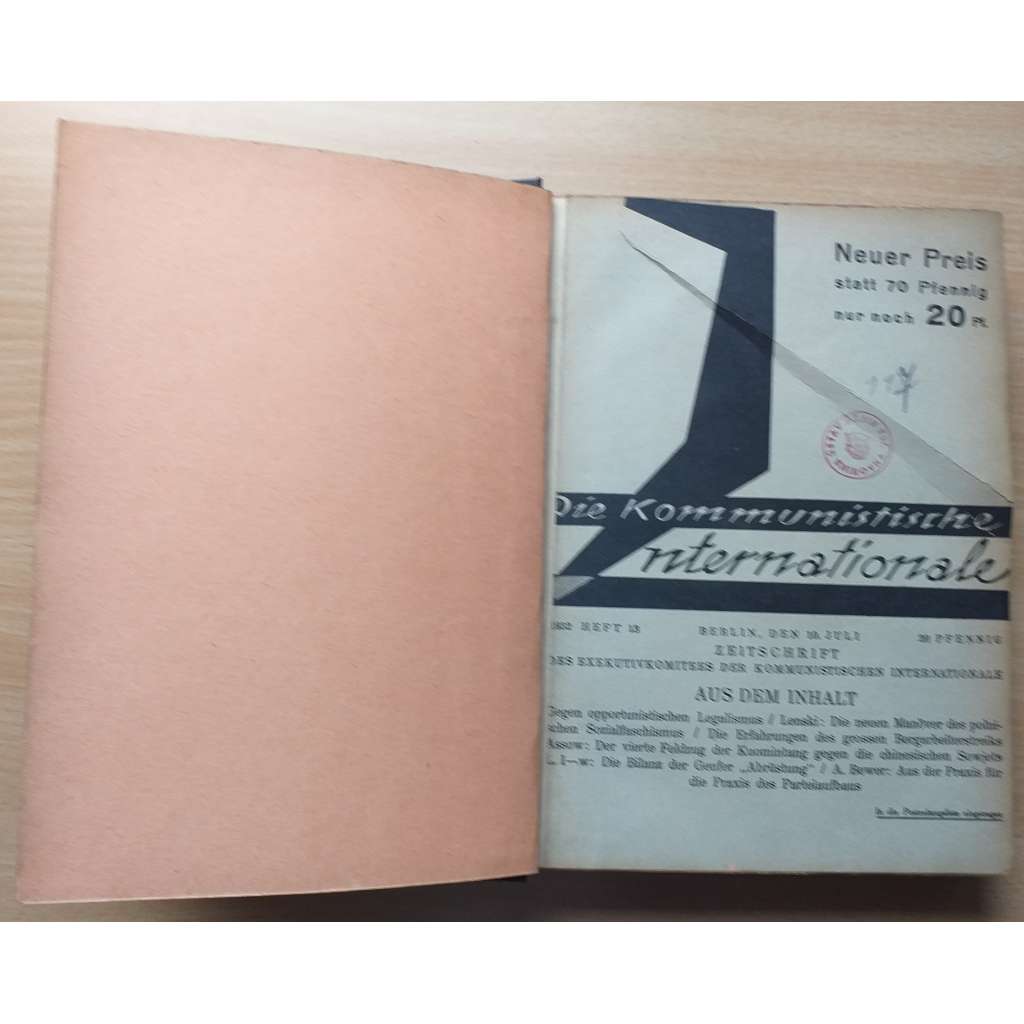 Neuer Preis
statt 70 Pfennig
nur noch 20 Pf.
117
Die Kommunistische
Internationale
1932 HEFT 13 BERLIN, DEN 10. JULI 20 PFENNIG
ZEITSCHRIFT
DES EXEKUTIVKOMITEES DER KOMMUNISTISCHEN INTERNATIONALE
AUS DEM INHALT
Gegen opportunistischen Legalismus / Lenski: Die neuen Manöver des polni-
schen Sozialfaschismus / Die Erfahrungen des grossen Bergarbeiterstreiks
Assow: Der vierte Feldzug der Kuomintang gegen die chinesischen Sowjets
L. I—w: Die Bilanz der Genfer „Abrüstung" / A. Bewer: Aus der Praxis für
die Praxis des Parteiaufbaus